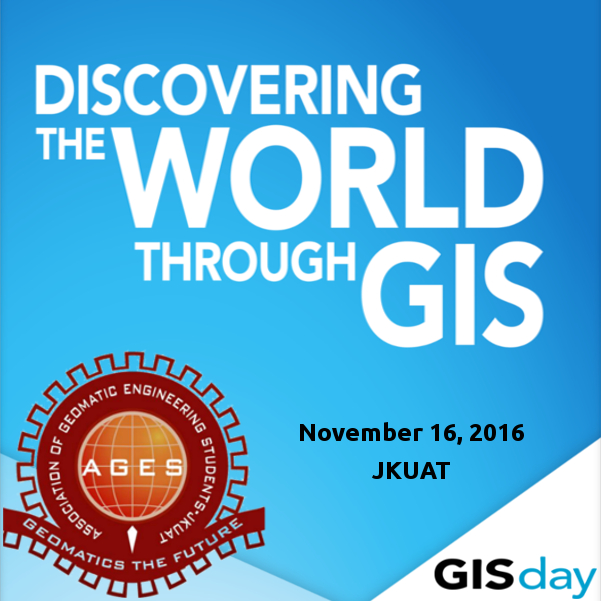 DISCOVERING
THE WORLD
THROUGH GIS
ASSOCIATION OF GEOMATIC ENGINEERING STUDENTS-JKUAT
AGES
GEOMATICS THE FUTURE
November 16, 2016
JKUAT
GISday